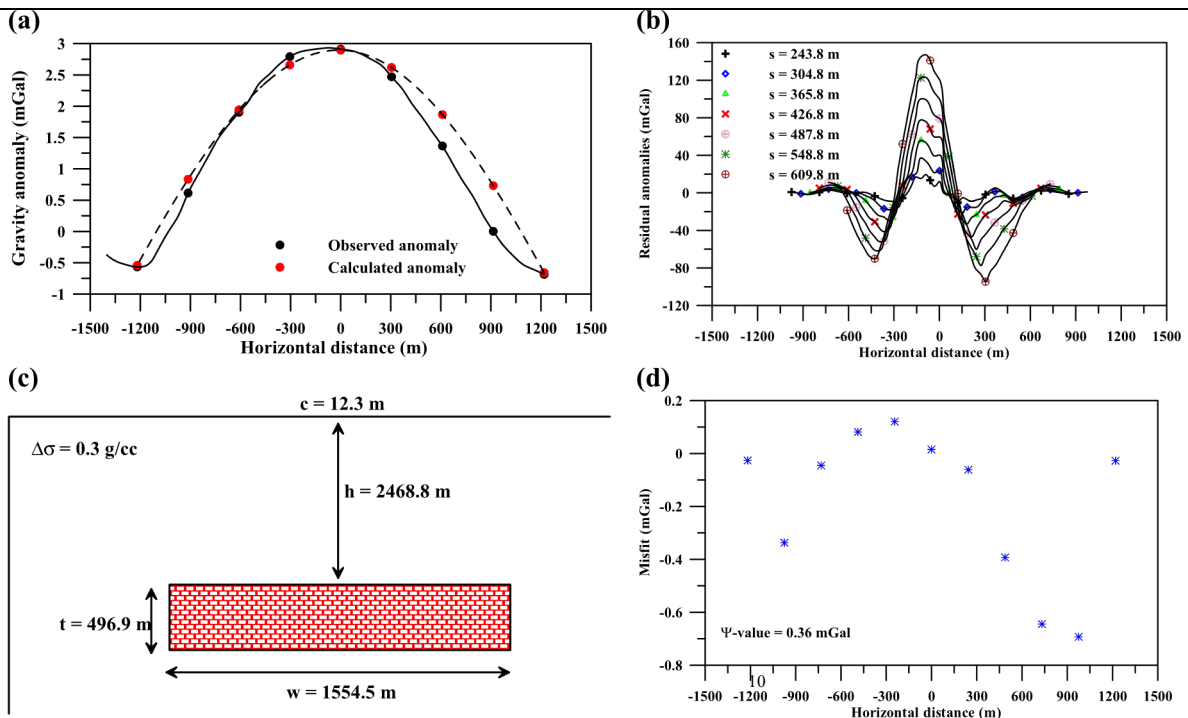 (a)
Gravity anomaly (mGal)
3
2.5
2
1.5
1
0.5
0
-0.5
-1
Observed anomaly
Calculated anomaly
-1500 -1200 -900 -600 -300 0 300 600 900 1200 1500
Horizontal distance (m)
(b)
Residual anomalies (mGal)
160
120
80
40
0
-40
-80
-120
s = 243.8 m
s = 304.8 m
s = 365.8 m
s = 426.8 m
s = 487.8 m
s = 548.8 m
s = 609.8 m
-1500 -1200 -900 -600 -300 0 300 600 900 1200 1500
Horizontal distance (m)
(c)
c = 12.3 m
Δσ = 0.3 g/cc
h = 2468.8 m
t = 496.9 m
w = 1554.5 m
(d)
Misfit (mGal)
0.2
0
-0.2
-0.4
-0.6
-0.8
Ψ-value = 0.36 mGal
10
-1500 -1200 -900 -600 -300 0 300 600 900 1200 1500
Horizontal distance (m)